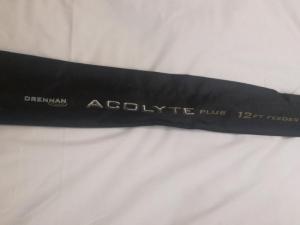 DRENNAN ACOLYTE PLUS 12FT FEEDER